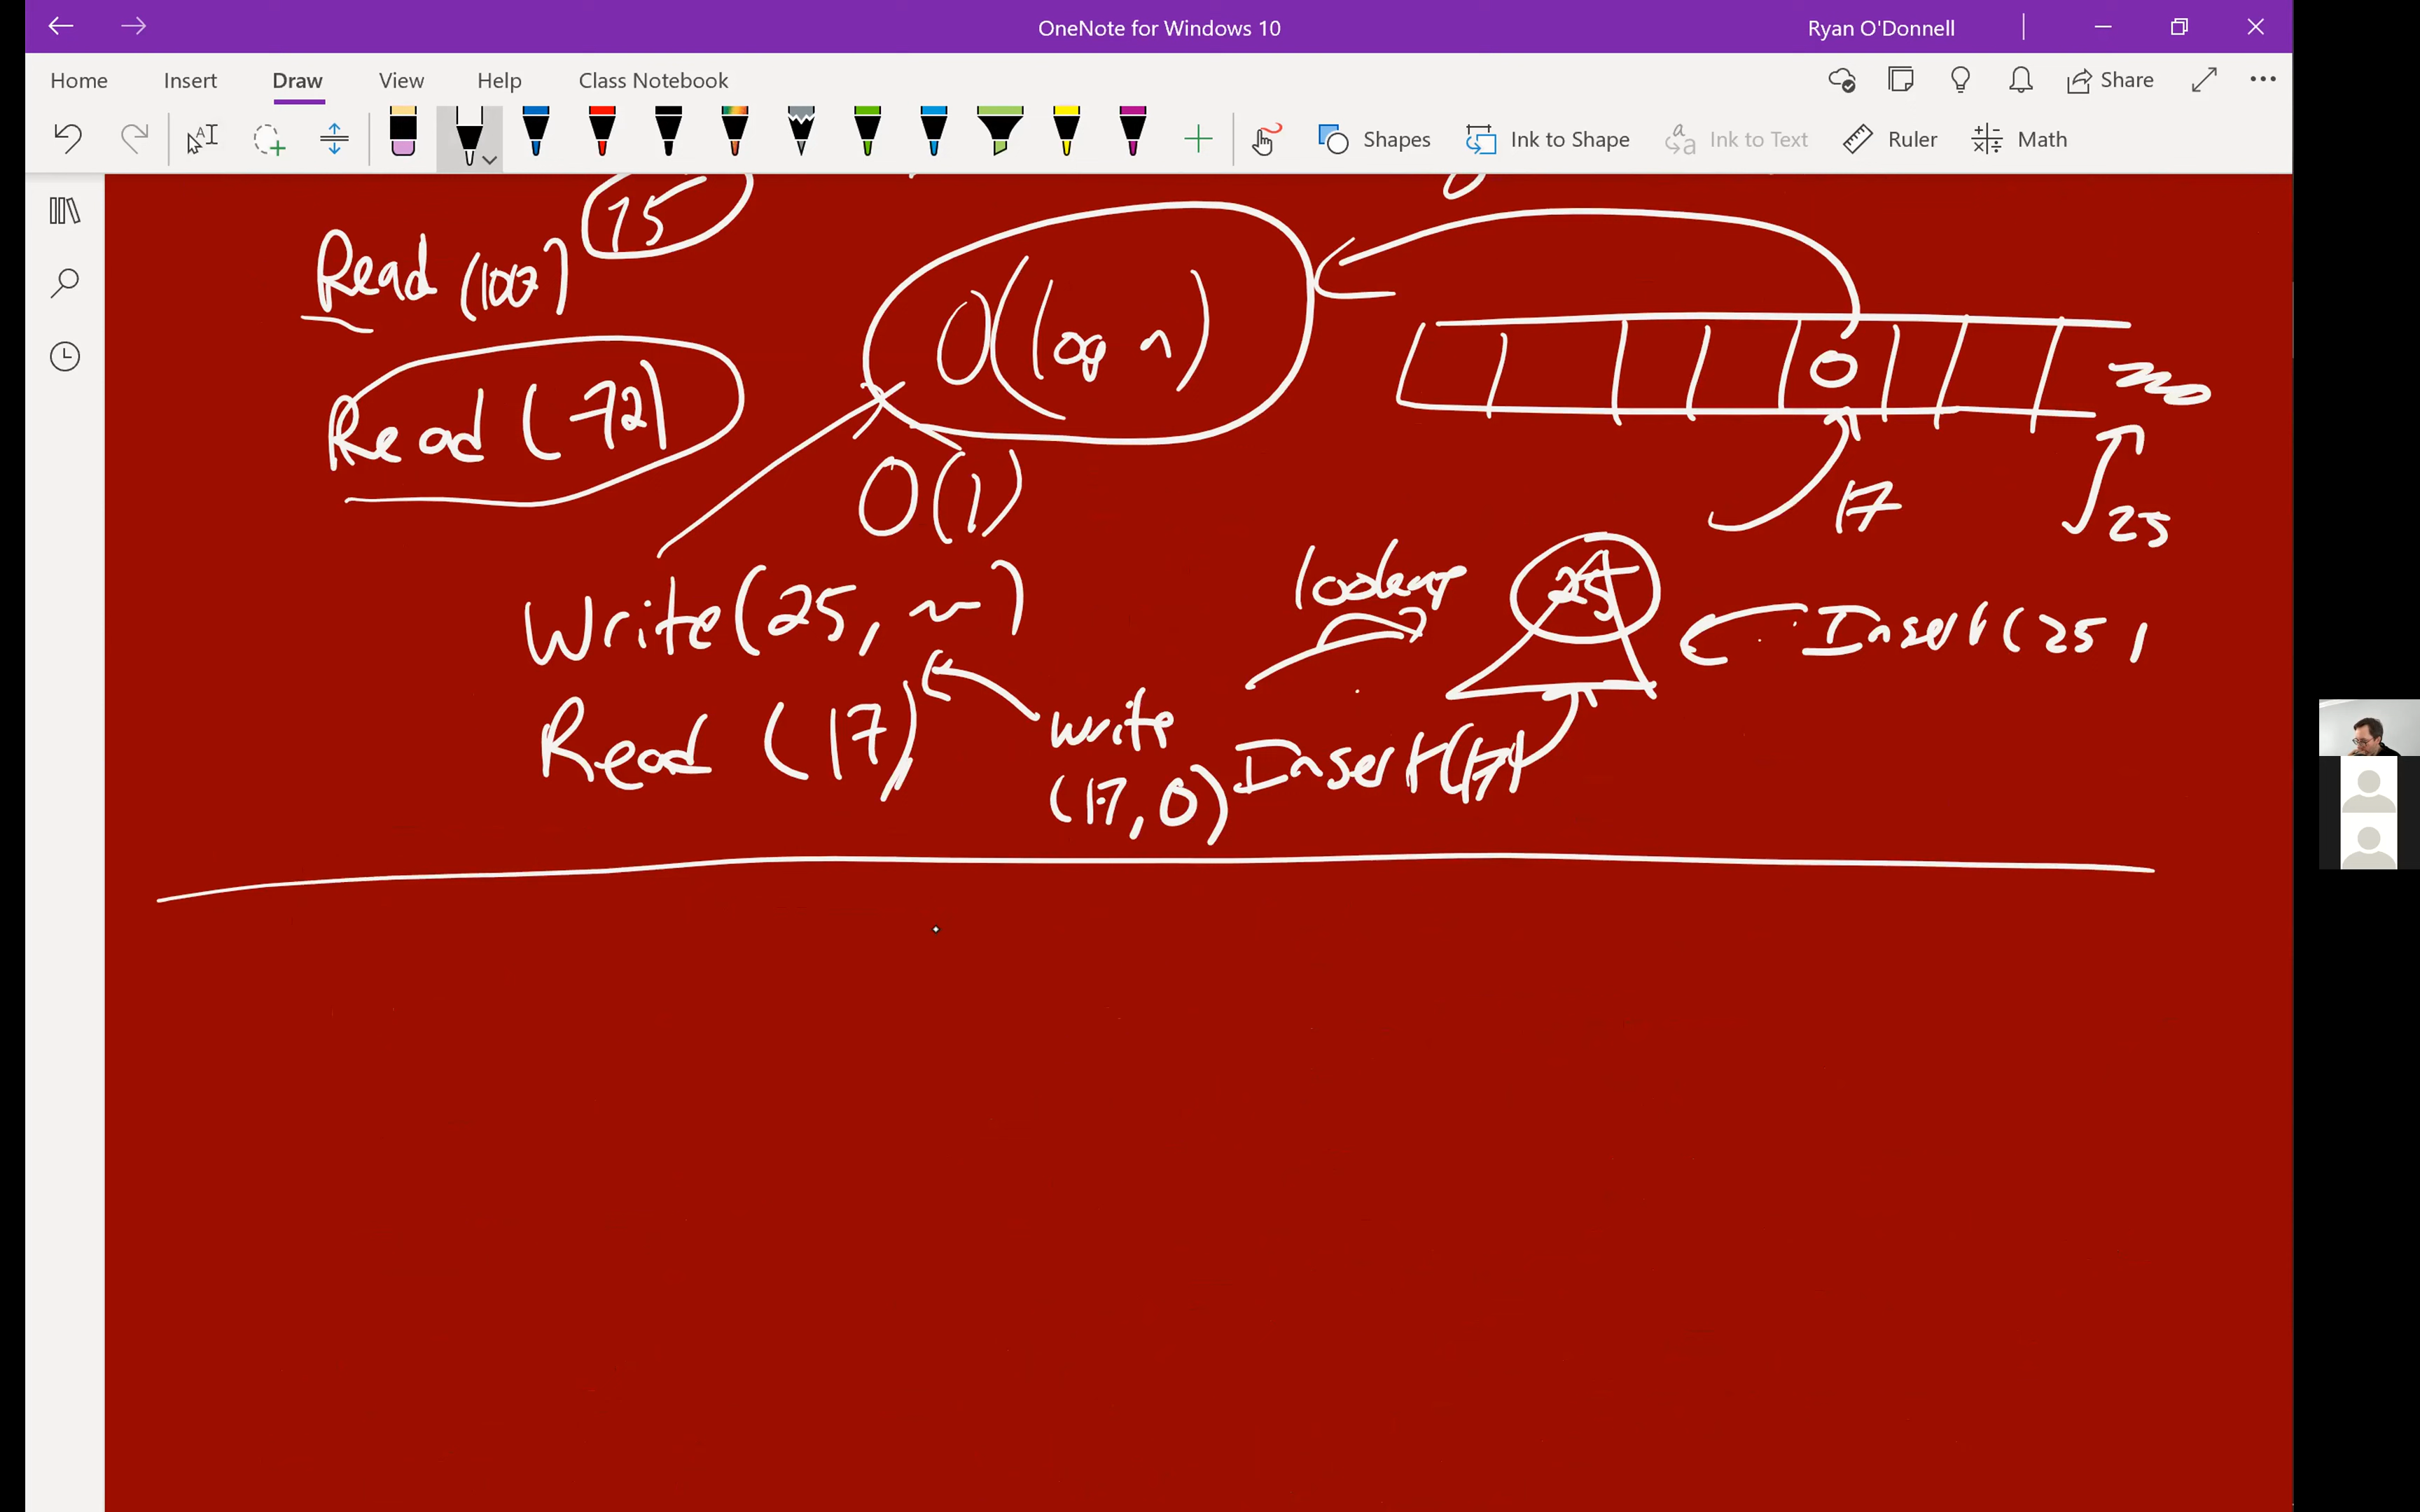 OneNote for Windows 10
Ryan O'Donnell
Home Insert Draw View Help Class Notebook
Share
Shapes Ink to Shape Ink to Text Ruler Math
15
Read (100)
O(log n)
0
Read (72)
O(1)
17
25
Write(25, ~)
lookup
25
Insert(25,
Read (17)
write
(17, 0)
Insert(17)